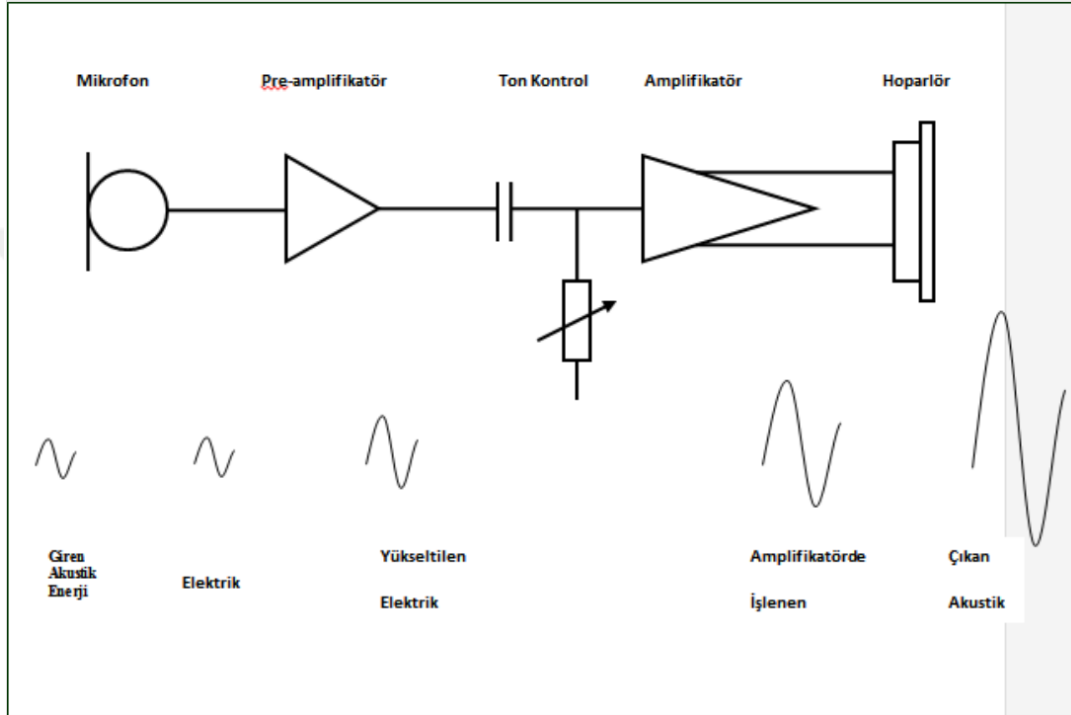 Mikrofon
Pre-amplifikatör
Ton Kontrol
Amplifikatör
Hoparlör
Giren
Akustik
Enerji
Elektrik
Yükseltilen
Elektrik
Amplifikatörde
İşlenen
Çıkan
Akustik